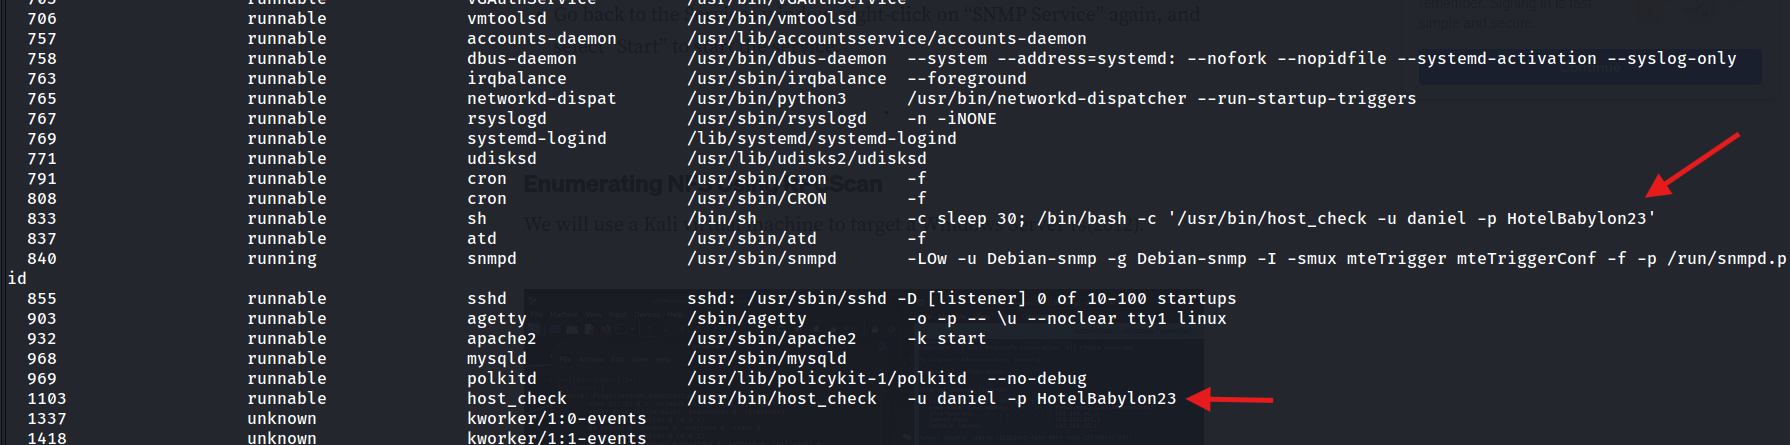 705 runnable VGAuthService /usr/bin/VGAuthService
706 runnable vmtoolsd /usr/bin/vmtoolsd
757 runnable accounts-daemon /usr/lib/accountsservice/accounts-daemon
758 runnable dbus-daemon /usr/bin/dbus-daemon --system --address=systemd: --nofork --nopidfile --systemd-activation --syslog-only
763 runnable irqbalance /usr/sbin/irqbalance --foreground
765 runnable networkd-dispat /usr/bin/python3 /usr/bin/networkd-dispatcher --run-startup-triggers
767 runnable rsyslogd /usr/sbin/rsyslogd -n -iNONE
769 runnable systemd-logind /lib/systemd/systemd-logind
771 runnable udisksd /usr/lib/udisks2/udisksd
791 runnable cron /usr/sbin/cron -f
808 runnable cron /usr/sbin/CRON -f
833 runnable sh /bin/sh -c sleep 30; /bin/bash -c '/usr/bin/host_check -u daniel -p HotelBabylon23'
837 runnable atd /usr/sbin/atd -f
840 running snmpd /usr/sbin/snmpd -LOw -u Debian-snmp -g Debian-snmp -I -smux mteTrigger mteTriggerConf -f -p /run/snmpd.p
id
855 runnable sshd sshd: /usr/sbin/sshd -D [listener] 0 of 10-100 startups
903 runnable agetty /sbin/agetty -o -p -- \u --noclear tty1 linux
932 runnable apache2 /usr/sbin/apache2 -k start
968 runnable mysqld /usr/sbin/mysqld
969 runnable polkitd /usr/lib/policykit-1/polkitd --no-debug
1103 runnable host_check /usr/bin/host_check -u daniel -p HotelBabylon23
1337 unknown kworker/1:0-events
1418 unknown kworker/1:1-events